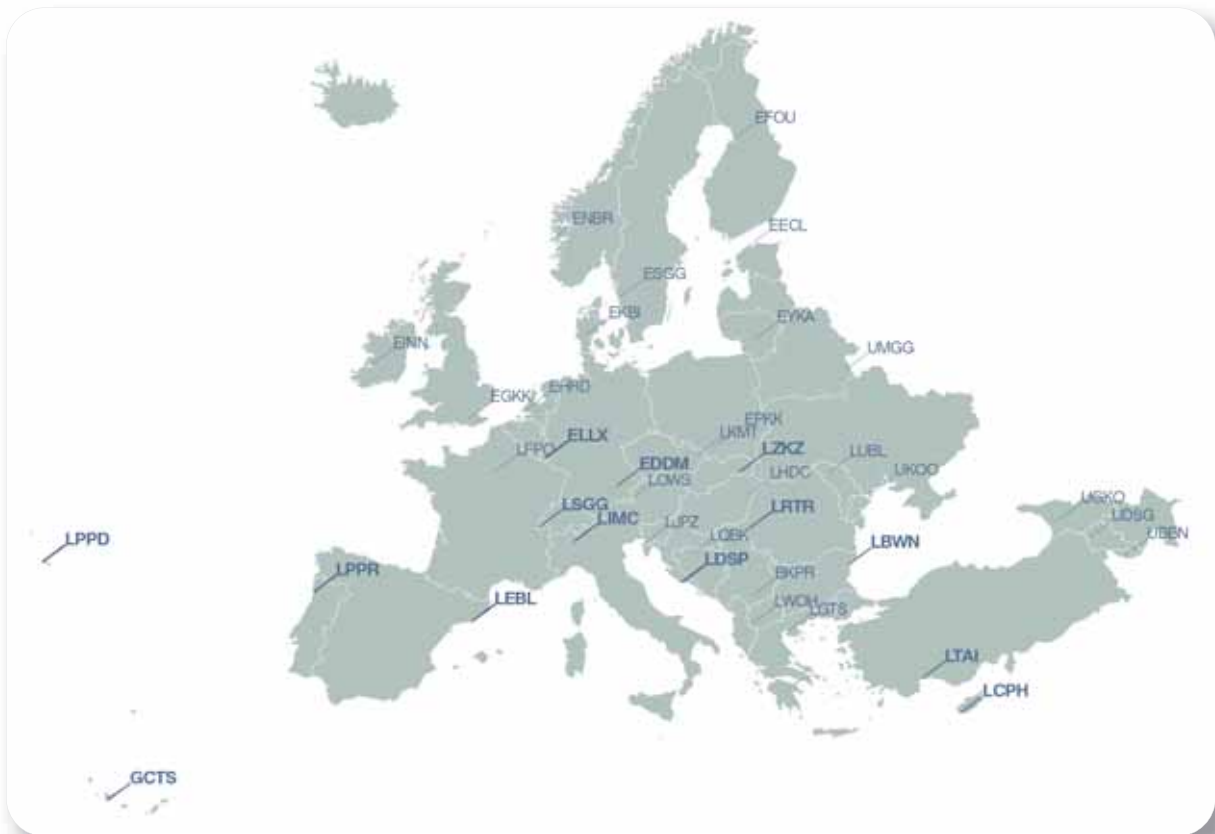 EFOU
ENBR
EECL
ESGG
EKBI
EYKA
EINN
UMGG
EHRD
EGKK
EPKK
LKMT
ELLX
LFPO
LZKZ
LUBL
EDDM
LHDC
UKOO
LOWS
LSGG
LIMC
LRTR
UGKO
LJPZ
UDSG
LQBK
UBBN
LPPD
LBWN
LDSP
LPPR
BKPR
LEBL
LWOH
LGTS
LTAI
LCPH
GCTS